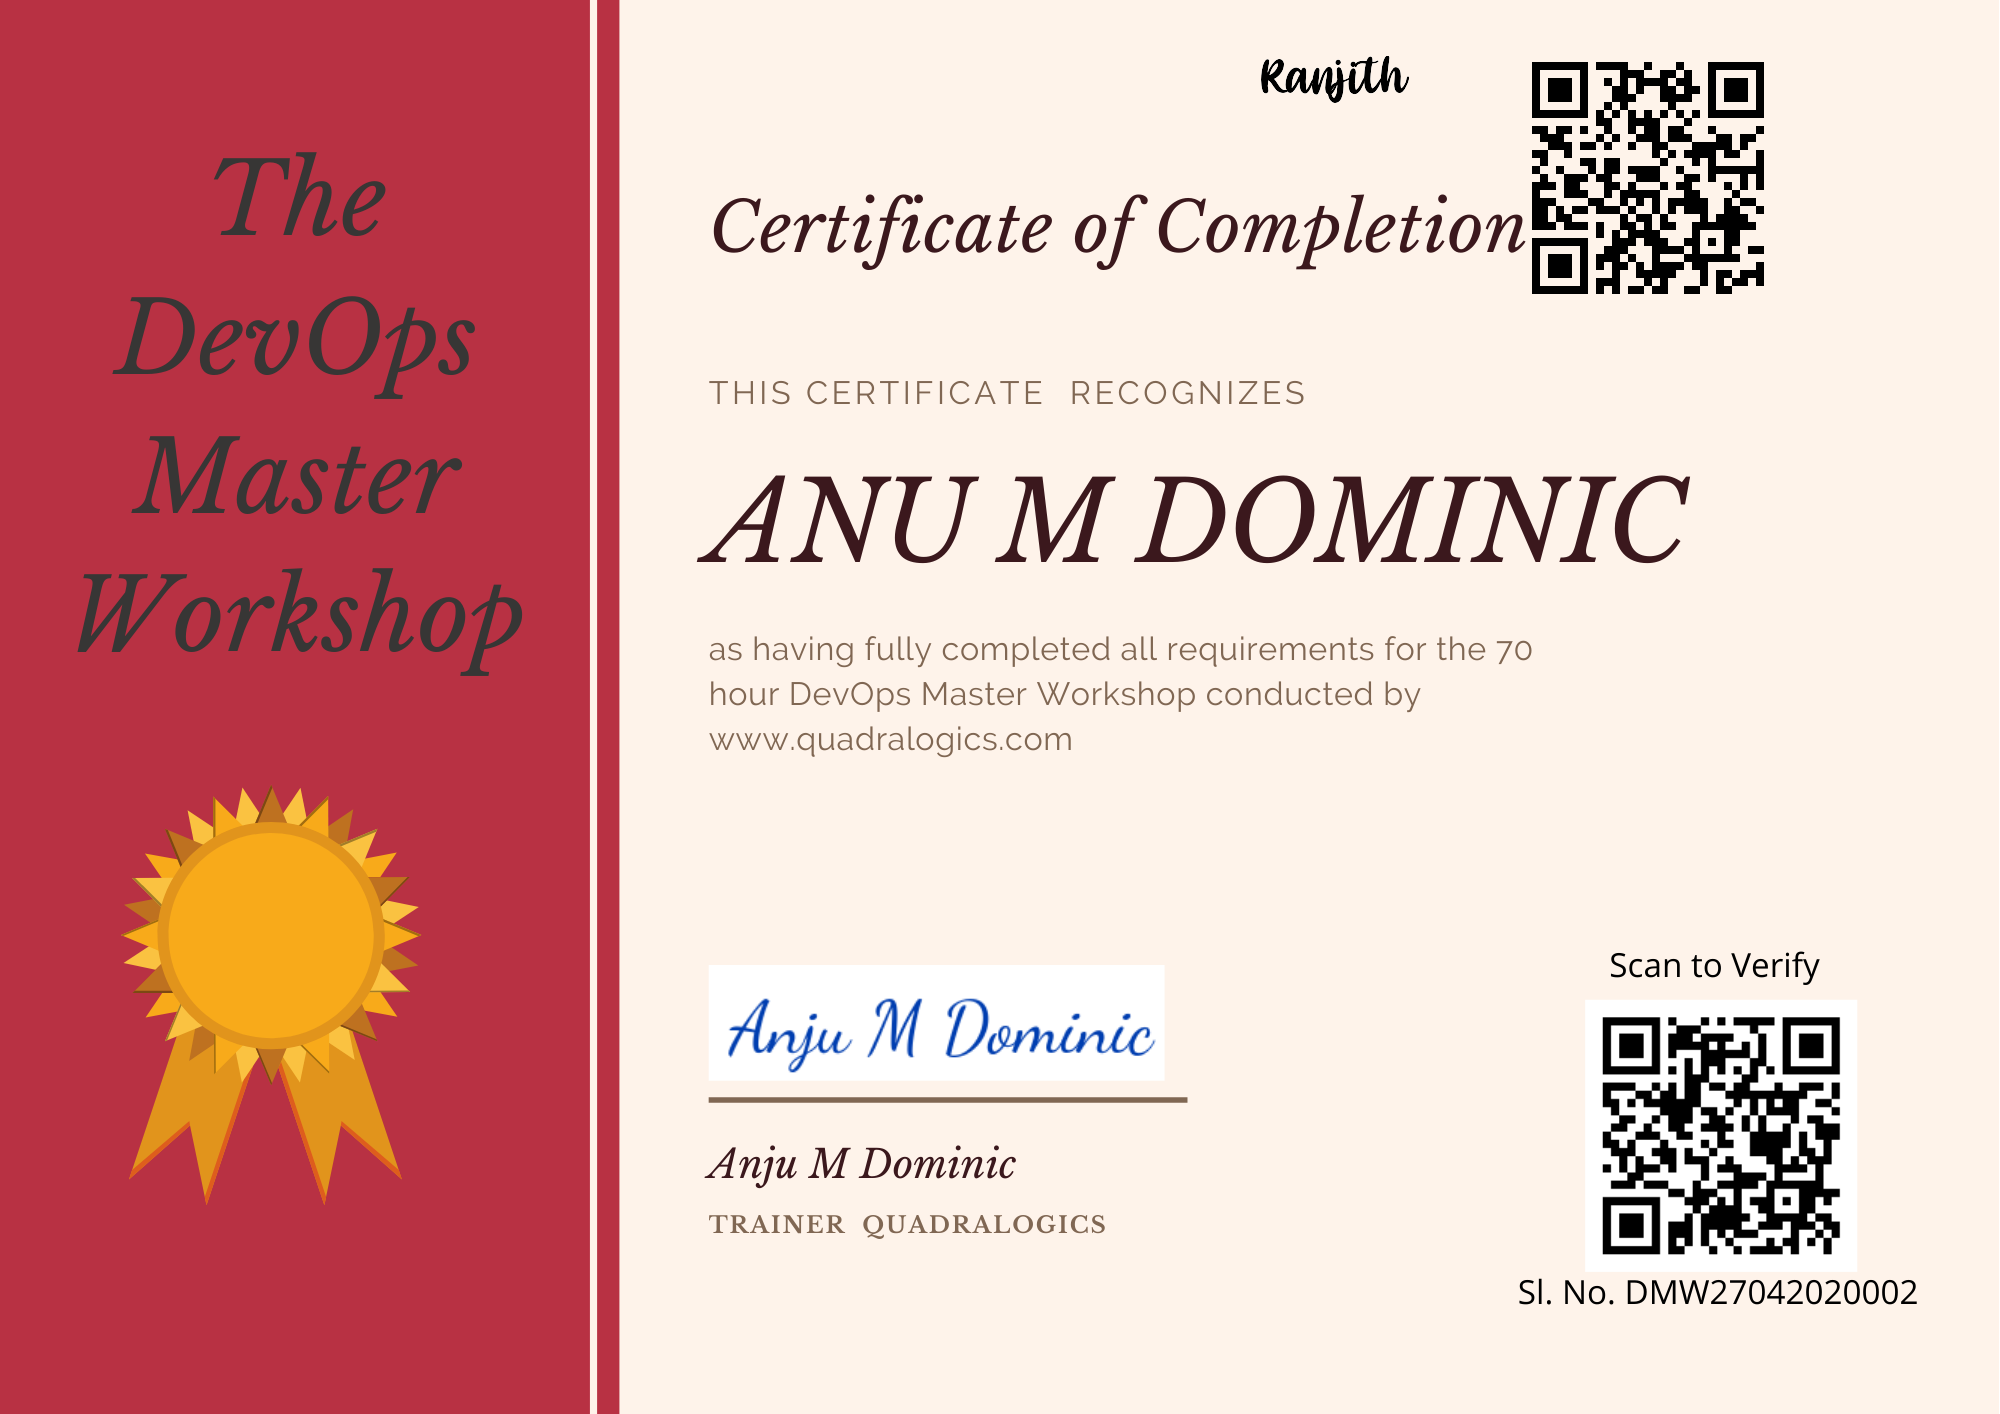 The
DevOps
Master
Workshop
Ranjith
Certificate of Completion
THIS CERTIFICATE RECOGNIZES
ANU M DOMINIC
as having fully completed all requirements for the 70
hour DevOps Master Workshop conducted by
www.quadralogics.com
Anju M Dominic
Anju M Dominic
TRAINER QUADRALOGICS
Scan to Verify
Sl. No. DMW27042020002